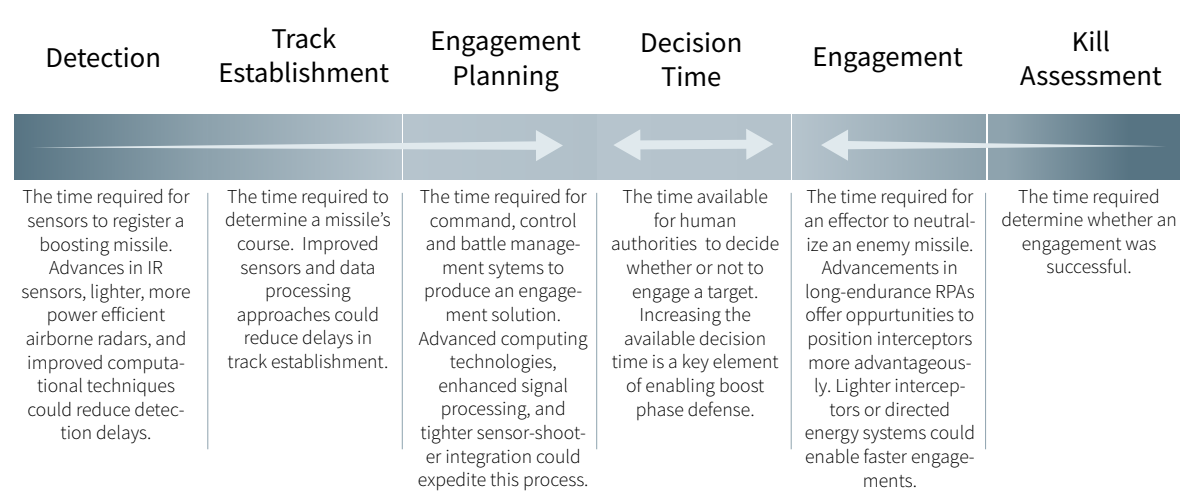 Detection
Track
Establishment
Engagement
Planning
Decision
Time
Engagement
Kill
Assessment
The time required for
sensors to register a
boosting missile.
Advances in IR
sensors, lighter, more
power efficient
airborne radars, and
improved computa-
tional techniques
could reduce detec-
tion delays.
The time required to
determine a missile’s
course.  Improved
sensors and data
processing
approaches could
reduce delays in
track establishment.
The time required for
command, control
and battle manage-
ment sytems to
produce an engage-
ment solution.
Advanced computing
technologies,
enhanced signal
processing, and
tighter sensor-shoot-
er integration could
expedite this process.
The time available
for human
authorities  to decide
whether or not to
engage a target.
Increasing the
available decision
time is a key element
of enabling boost
phase defense.
The time required for
an effector to neutral-
ize an enemy missile.
Advancements in
long-endurance RPAs
offer oppurtunities to
position interceptors
more advantageous-
ly. Lighter intercep-
tors or directed
energy systems could
enable faster engage-
ments.
The time required
determine whether an
engagement was
successful.